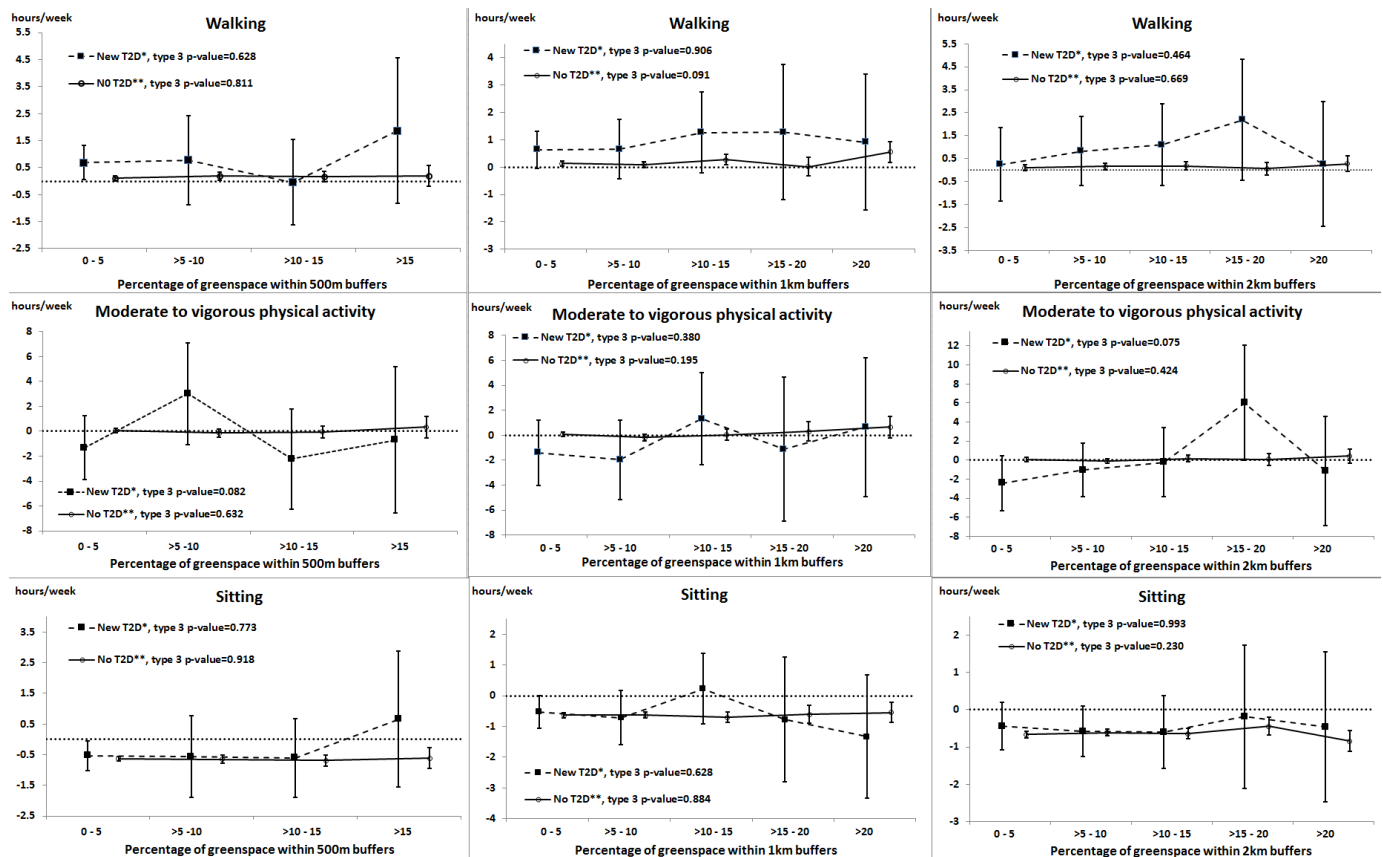 hours/week
Walking
5.5
4.5
3.5
2.5
1.5
0.5
-0.5
-1.5
-2.5
New T2D*, type 3 p-value=0.628
N0 T2D**, type 3 p-value=0.811
0 - 5 >5 -10 >10 - 15 >15
Percentage of greenspace within 500m buffers
hours/week
Walking
4
3
2
1
0
-1
-2
-3
New T2D*, type 3 p-value=0.906
No T2D**, type 3 p-value=0.091
0 - 5 >5 - 10 >10 - 15 >15 - 20 >20
Percentage of greenspace within 1km buffers
hours/week
Walking
5.5
4.5
3.5
2.5
1.5
0.5
-0.5
-1.5
-2.5
-3.5
New T2D*, type 3 p-value=0.464
No T2D**, type 3 p-value=0.669
0 - 5 >5 - 10 >10 - 15 >15 - 20 >20
Percentage of greenspace within 2km buffers
hours/week
Moderate to vigorous physical activity
8
6
4
2
0
-2
-4
-6
-8
New T2D*, type 3 p-value=0.082
No T2D**, type 3 p-value=0.632
0 - 5 >5 -10 >10 - 15 >15
Percentage of greenspace within 500m buffers
hours/week
Moderate to vigorous physical activity
8
6
4
2
0
-2
-4
-6
-8
New T2D*, type 3 p-value=0.380
No T2D**, type 3 p-value=0.195
0 - 5 >5 - 10 >10 - 15 >15 - 20 >20
Percentage of greenspace within 1km buffers
hours/week
Moderate to vigorous physical activity
12
10
8
6
4
2
0
-2
-4
-6
-8
New T2D*, type 3 p-value=0.075
No T2D**, type 3 p-value=0.424
0 - 5 >5 - 10 >10 - 15 >15 - 20 >20
Percentage of greenspace within 2km buffers
hours/week
Sitting
3.5
2.5
1.5
0.5
-0.5
-1.5
-2.5
New T2D*, type 3 p-value=0.773
No T2D**, type 3 p-value=0.918
0 - 5 >5 -10 >10 - 15 >15
Percentage of greenspace within 500m buffers
hours/week
Sitting
2
1
0
-1
-2
-3
-4
New T2D*, type 3 p-value=0.628
No T2D**, type 3 p-value=0.884
0 - 5 >5 - 10 >10 - 15 >15 - 20 >20
Percentage of greenspace within 1km buffers
hours/week
Sitting
2
1
0
-1
-2
-3
New T2D*, type 3 p-value=0.993
No T2D**, type 3 p-value=0.230
0 - 5 >5 - 10 >10 - 15 >15 - 20 >20
Percentage of greenspace within 2km buffers